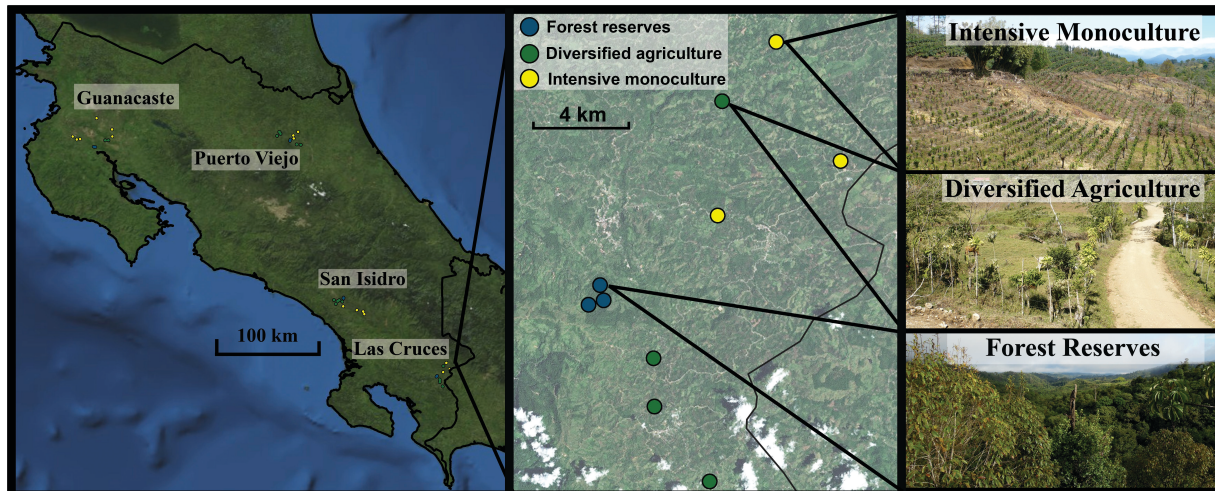 Guanacaste
Puerto Viejo
San Isidro
100 km
Las Cruces
Forest reserves
Diversified agriculture
Intensive monoculture
4 km
Intensive Monoculture
Diversified Agriculture
Forest Reserves